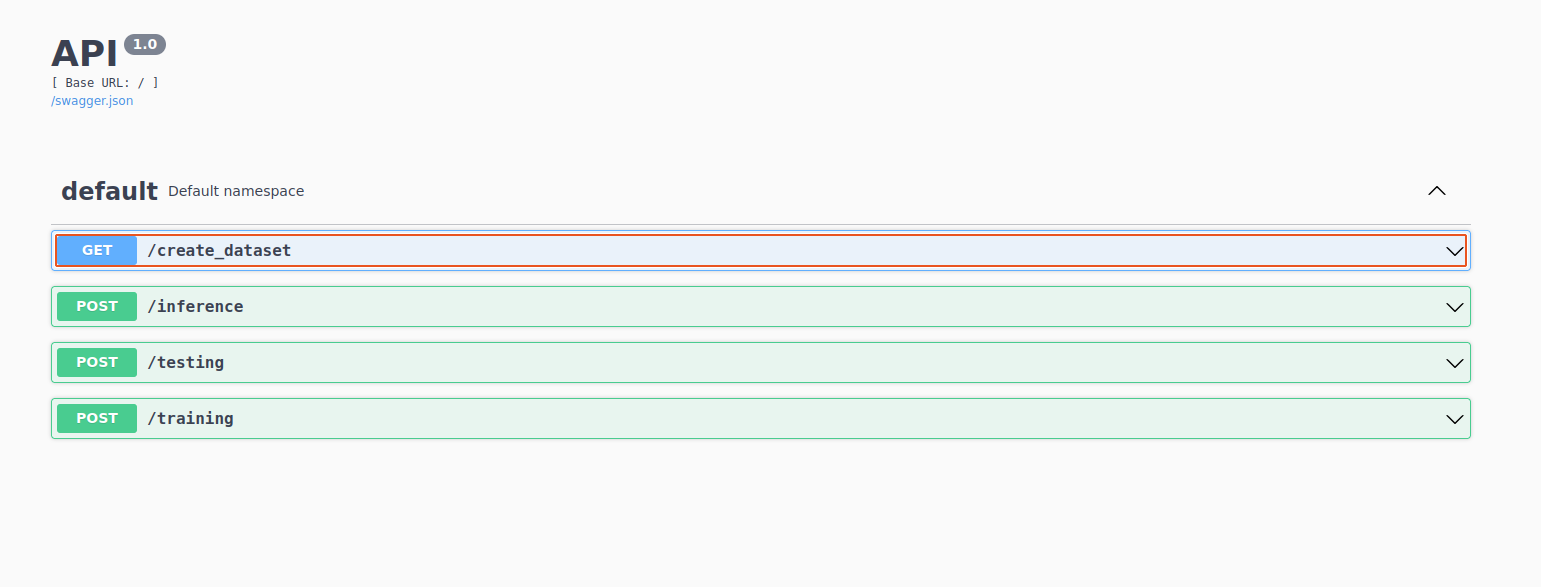 API 1.0
[ Base URL: / ]
/swagger.json
default Default namespace
GET /create_dataset
POST /inference
POST /testing
POST /training